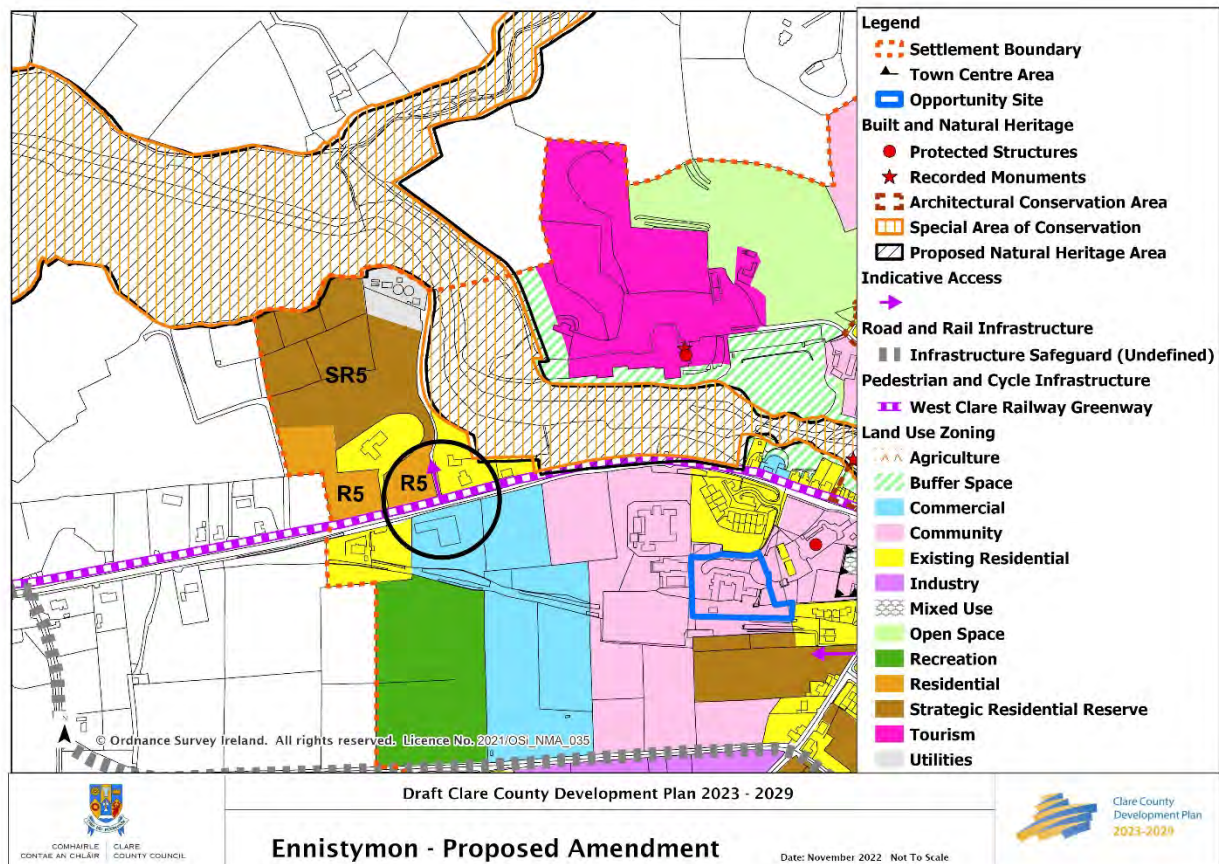 SR5
R5
R5
N
© Ordnance Survey Ireland. All rights reserved. Licence No. 2021/OSi_NMA_035
Legend
Settlement Boundary
Town Centre Area
Opportunity Site
Built and Natural Heritage
Protected Structures
Recorded Monuments
Architectural Conservation Area
Special Area of Conservation
Proposed Natural Heritage Area
Indicative Access
Road and Rail Infrastructure
Infrastructure Safeguard (Undefined)
Pedestrian and Cycle Infrastructure
West Clare Railway Greenway
Land Use Zoning
Agriculture
Buffer Space
Commercial
Community
Existing Residential
Industry
Mixed Use
Open Space
Recreation
Residential
Strategic Residential Reserve
Tourism
Utilities
COMHAIRLE CONTAE AN CHLÁIR
CLARE COUNTY COUNCIL
Draft Clare County Development Plan 2023 - 2029
Ennistymon - Proposed Amendment
Date: November 2022 Not To Scale
Clare County
Development Plan
2023-2029